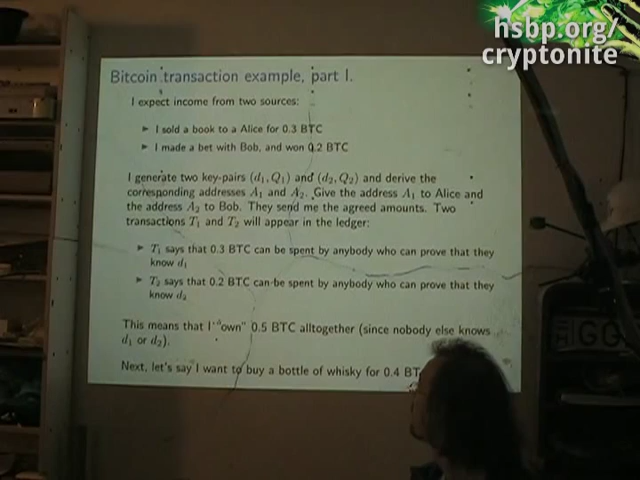 hsbp.org/
cryptonite
Bitcoin transaction example, part I.
I expect income from two sources:
► I sold a book to a Alice for 0.3 BTC
► I made a bet with Bob, and won 0.2 BTC
I generate two key-pairs (d₁, Q₁) and (d₂, Q₂) and derive the
corresponding addresses A₁ and A₂. Give the address A₁ to Alice and
the address A₂ to Bob. They send me the agreed amounts. Two
transactions T₁ and T₂ will appear in the ledger:
► T₁ says that 0.3 BTC can be spent by anybody who can prove that they
know d₁
► T₂ says that 0.2 BTC can be spent by anybody who can prove that they
know d₂
This means that I "own" 0.5 BTC alltogether (since nobody else knows
d₁ or d₂).
Next, let's say I want to buy a bottle of whisky for 0.4 BT